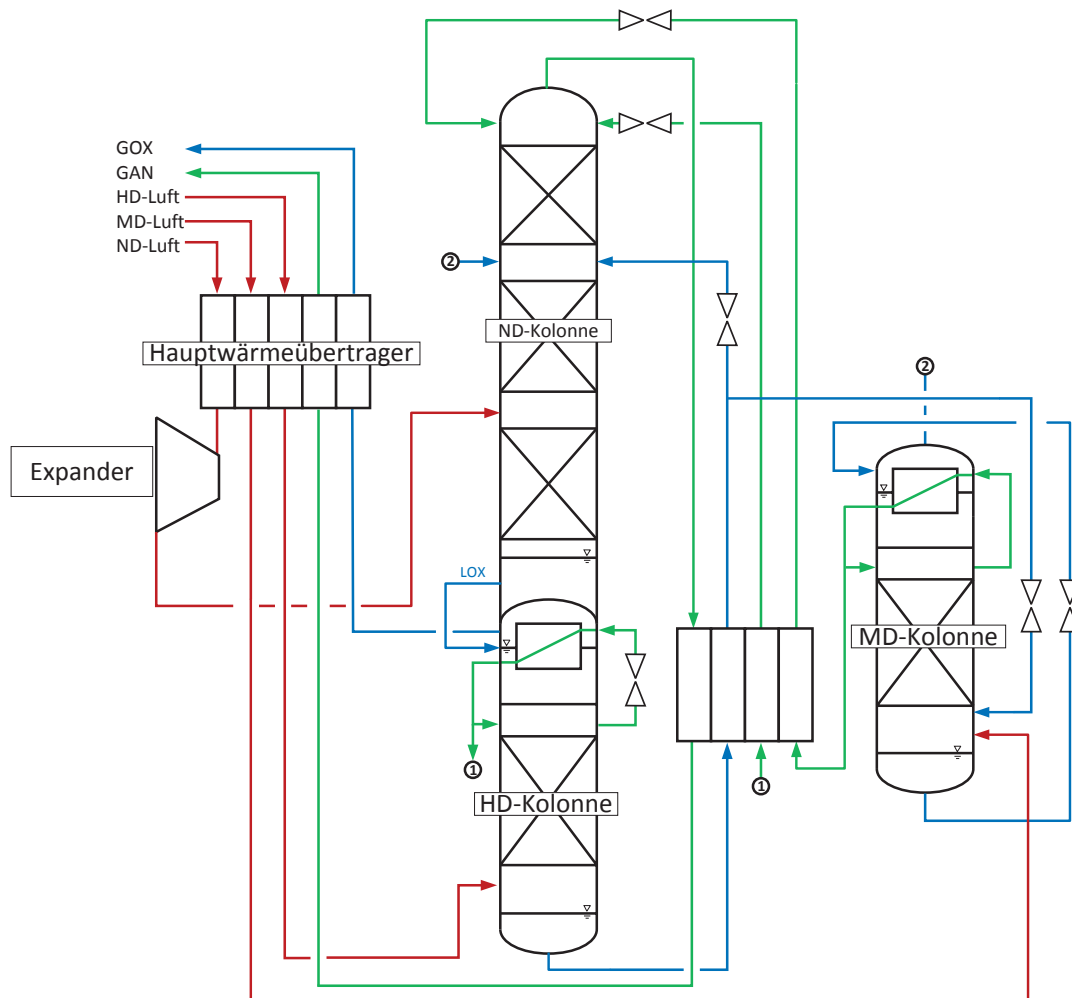 GOX
GAN
HD-Luft
MD-Luft
ND-Luft
2
ND-Kolonne
Hauptwärmeübertrager
2
Expander
LOX
MD-Kolonne
1
1
HD-Kolonne